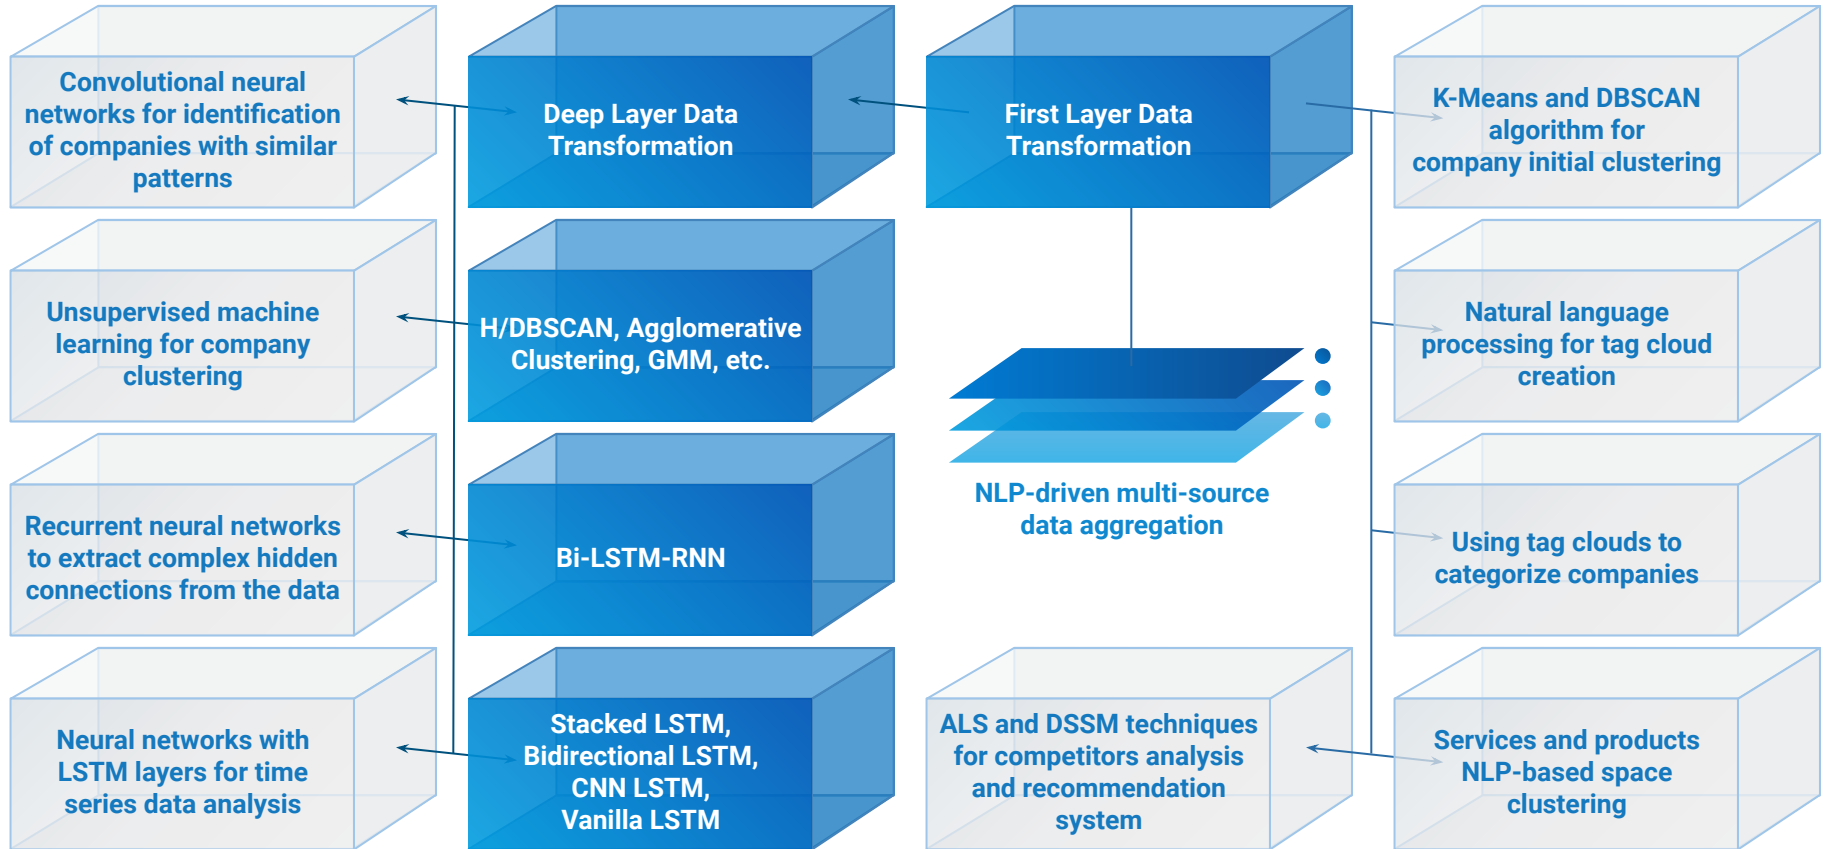 Convolutional neural
networks for identification
of companies with similar
patterns
Deep Layer Data
Transformation
First Layer Data
Transformation
K-Means and DBSCAN
algorithm for
company initial clustering
Unsupervised machine
learning for company
clustering
H/DBSCAN, Agglomerative
Clustering, GMM, etc.
Natural language
processing for tag cloud
creation
NLP-driven multi-source
data aggregation
Recurrent neural networks
to extract complex hidden
connections from the data
Bi-LSTM-RNN
Using tag clouds to
categorize companies
Neural networks with
LSTM layers for time
series data analysis
Stacked LSTM,
Bidirectional LSTM,
CNN LSTM,
Vanilla LSTM
ALS and DSSM techniques
for competitors analysis
and recommendation
system
Services and products
NLP-based space
clustering